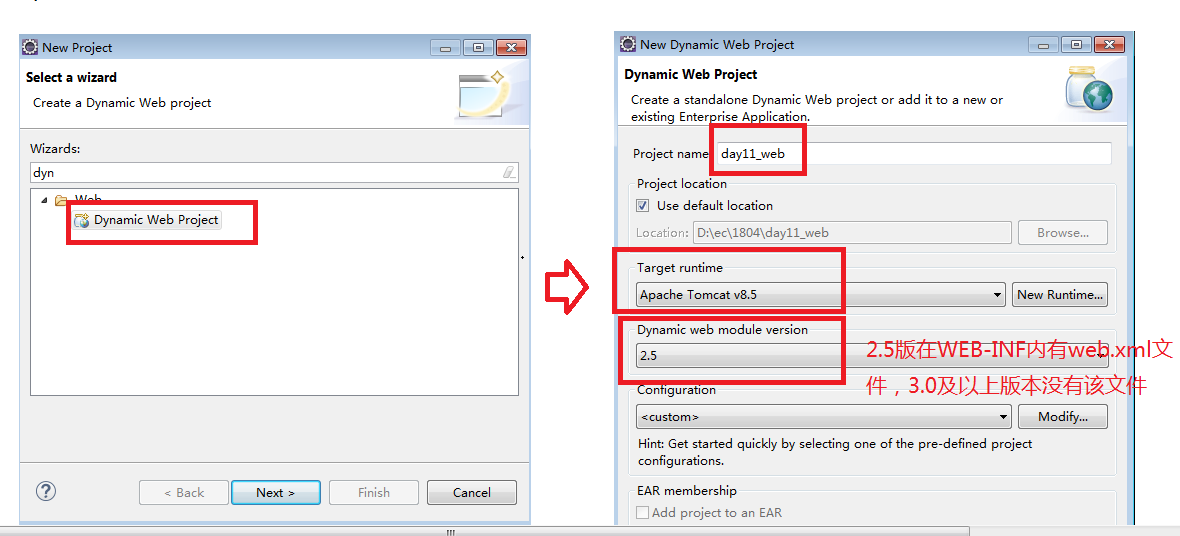 New Project
Select a wizard
Create a Dynamic Web project
Wizards:
dyn
Web
Dynamic Web Project
< Back
Next >
Finish
Cancel
New Dynamic Web Project
Dynamic Web Project
Create a standalone Dynamic Web project or add it to a new or
existing Enterprise Application.
Project name:
day11_web
Project location
Use default location
Location:
D:\ec\1804\day11_web
Browse...
Target runtime
Apache Tomcat v8.5
New Runtime...
Dynamic web module version
2.5
2.5版在WEB-INF内有web.xml文
件，3.0及以上版本没有该文件
Configuration
<custom>
Modify...
Hint: Get started quickly by selecting one of the pre-defined project
configurations.
EAR membership
Add project to an EAR